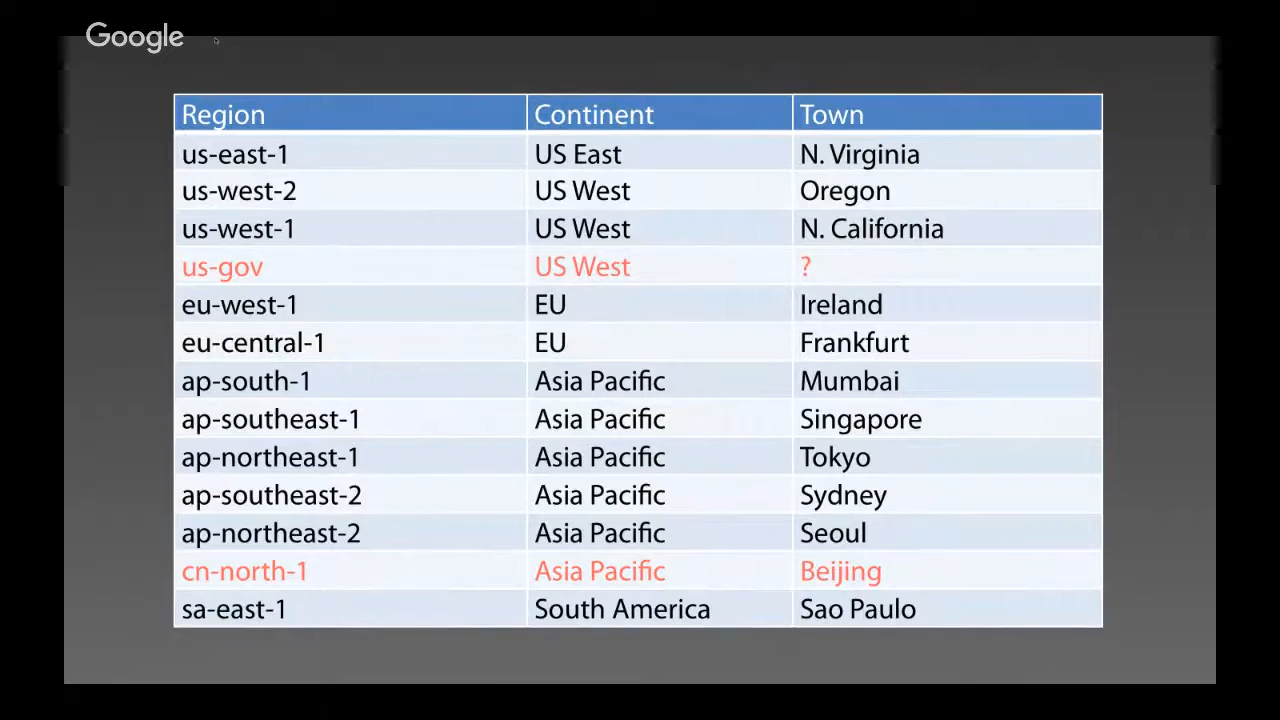 Google
Region Continent Town
us-east-1 US East N. Virginia
us-west-2 US West Oregon
us-west-1 US West N. California
us-gov US West ?
eu-west-1 EU Ireland
eu-central-1 EU Frankfurt
ap-south-1 Asia Pacific Mumbai
ap-southeast-1 Asia Pacific Singapore
ap-northeast-1 Asia Pacific Tokyo
ap-southeast-2 Asia Pacific Sydney
ap-northeast-2 Asia Pacific Seoul
cn-north-1 Asia Pacific Beijing
sa-east-1 South America Sao Paulo